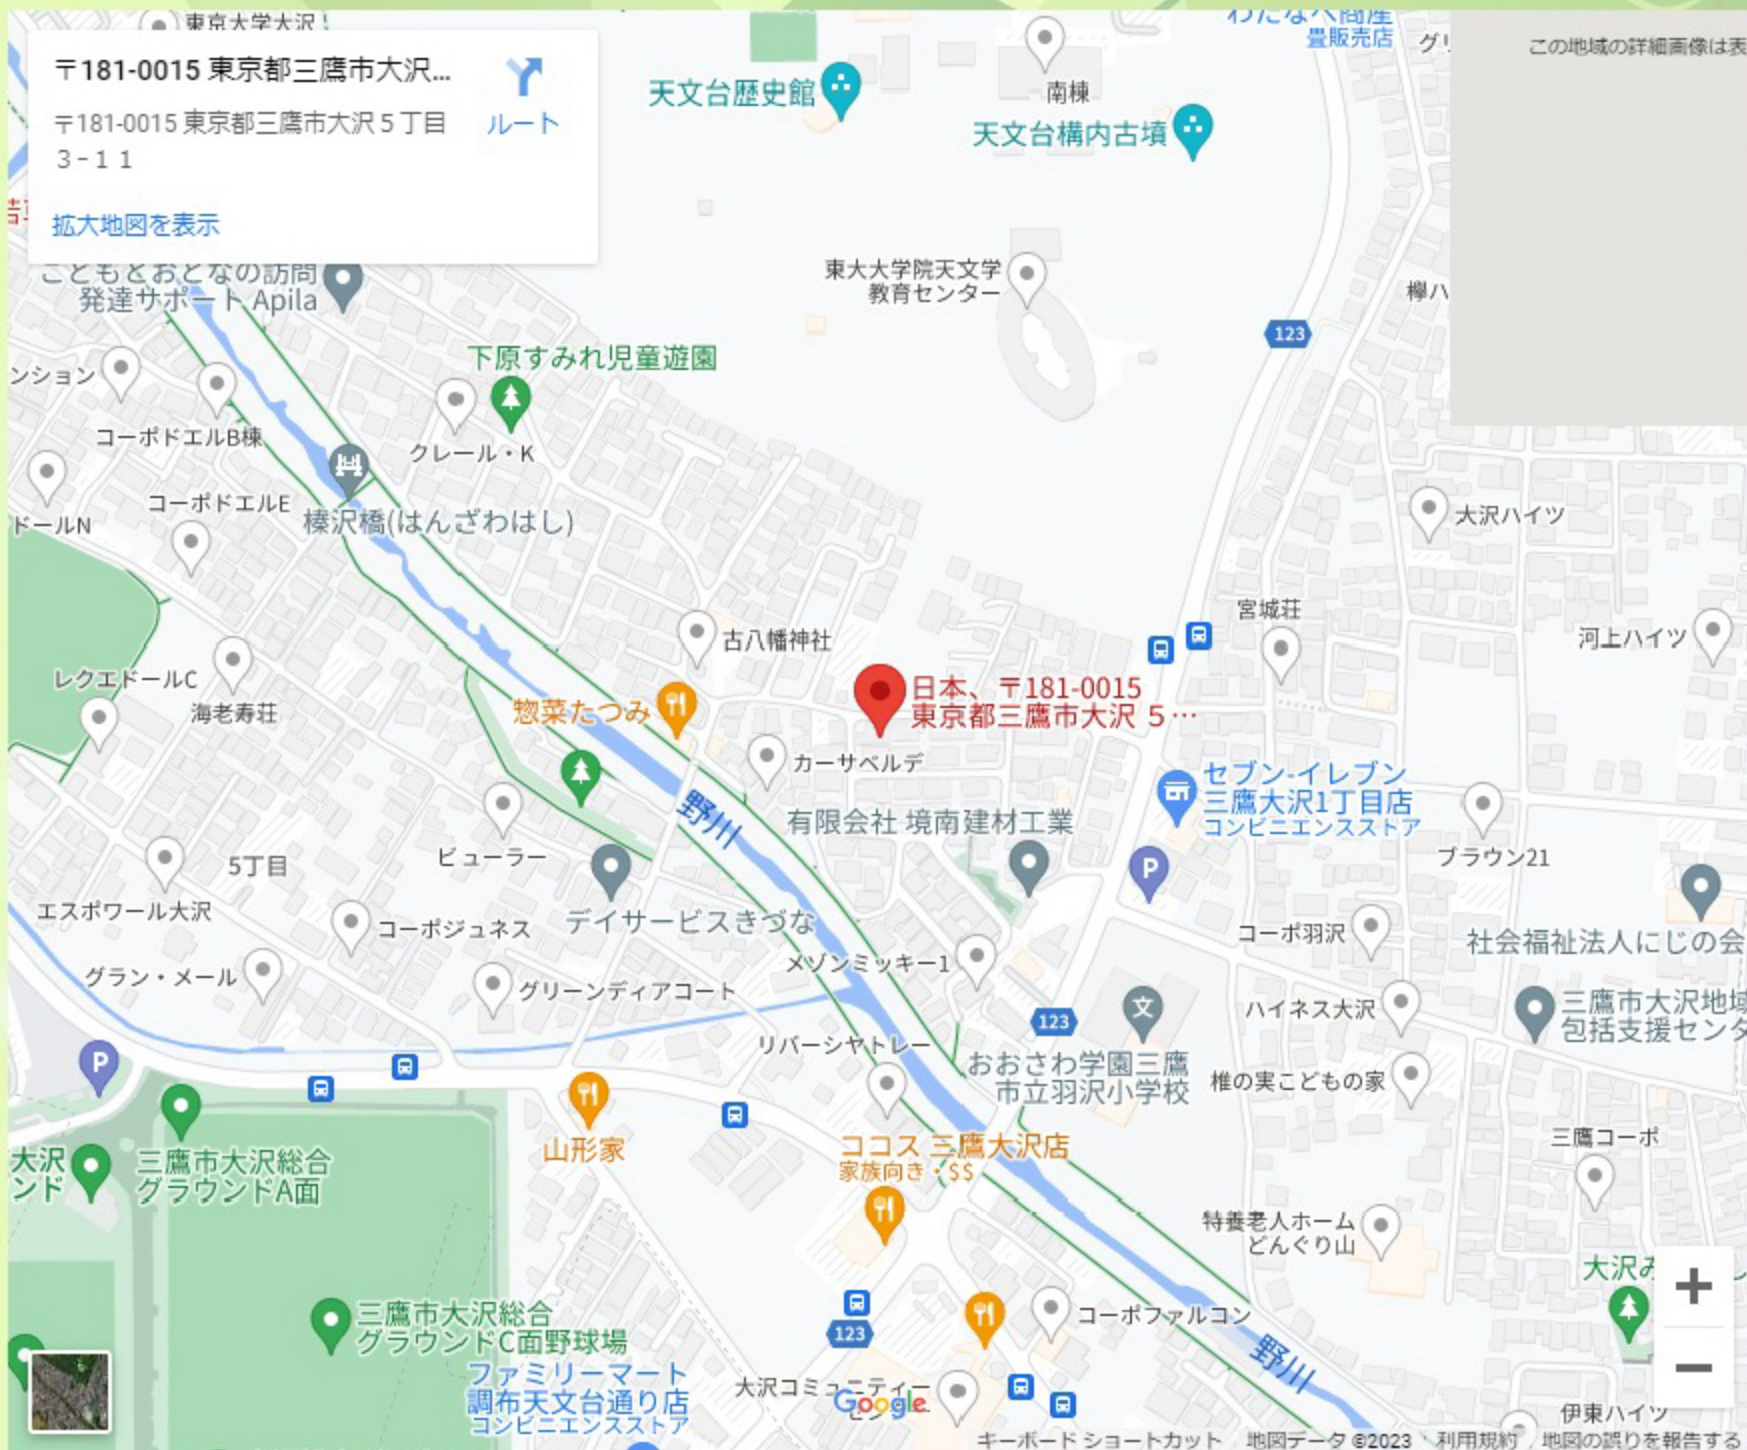 東京大学大沢
〒181-0015 東京都三鷹市大沢...
〒181-0015 東京都三鷹市大沢５丁目
３−１１
ルート
拡大地図を表示
畳販売店
この地域の詳細画像は表
天文台歴史館
南棟
天文台構内古墳
東大大学院天文学
教育センター
こどもとおとなの訪問
発達サポート Apila
123
欅ハ
下原すみれ児童遊園
ンション
コーポドエルB棟
クレール・K
コーポドエルE
ドールN
榛沢橋(はんざわはし)
大沢ハイツ
宮城荘
河上ハイツ
古八幡神社
レクエドールC
海老寿荘
惣菜たつみ
日本、〒181-0015
東京都三鷹市大沢 ５…
カーサベルデ
セブン-イレブン
三鷹大沢1丁目店
コンビニエンスストア
野川
有限会社 境南建材工業
ビューラー
5丁目
ブラウン21
P
エスポワール大沢
コーポジュネス
デイサービスきづな
コーポ羽沢
社会福祉法人にじの会
グラン・メール
グリーンディアコート
メゾンミッキー1
文
ハイネス大沢
三鷹市大沢地域
包括支援センタ
123
リバーシヤトレー
おおさわ学園三鷹
市立羽沢小学校
椎の実こどもの家
P
山形家
ココス 三鷹大沢店
家族向き・$$
三鷹コーポ
大沢
ンド
三鷹市大沢総合
グラウンドA面
特養老人ホーム
どんぐり山
大沢み
三鷹市大沢総合
グラウンドC面野球場
123
コーポファルコン
野川
ファミリーマート
調布天文台通り店
コンビニエンスストア
大沢コミュニティー
Google
伊東ハイツ
キーボード ショートカット 地図データ ©2023 利用規約 地図の誤りを報告する